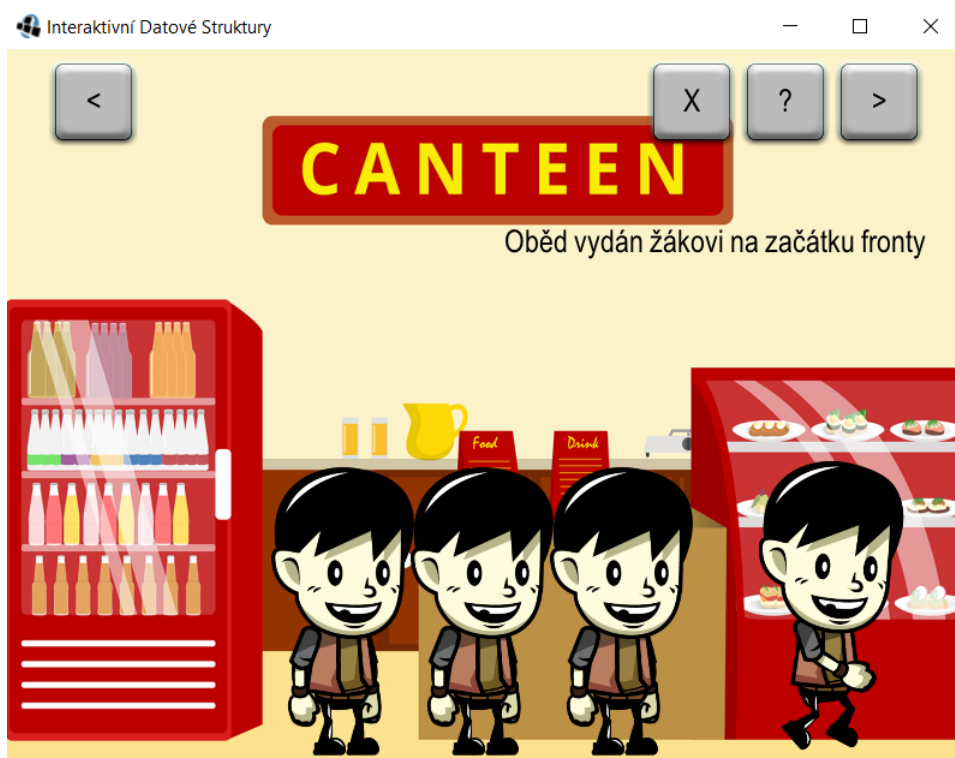 Interaktivní Datové Struktury
<
X
?
>
CANTEEN
Oběd vydán žákovi na začátku fronty
Food
Drink